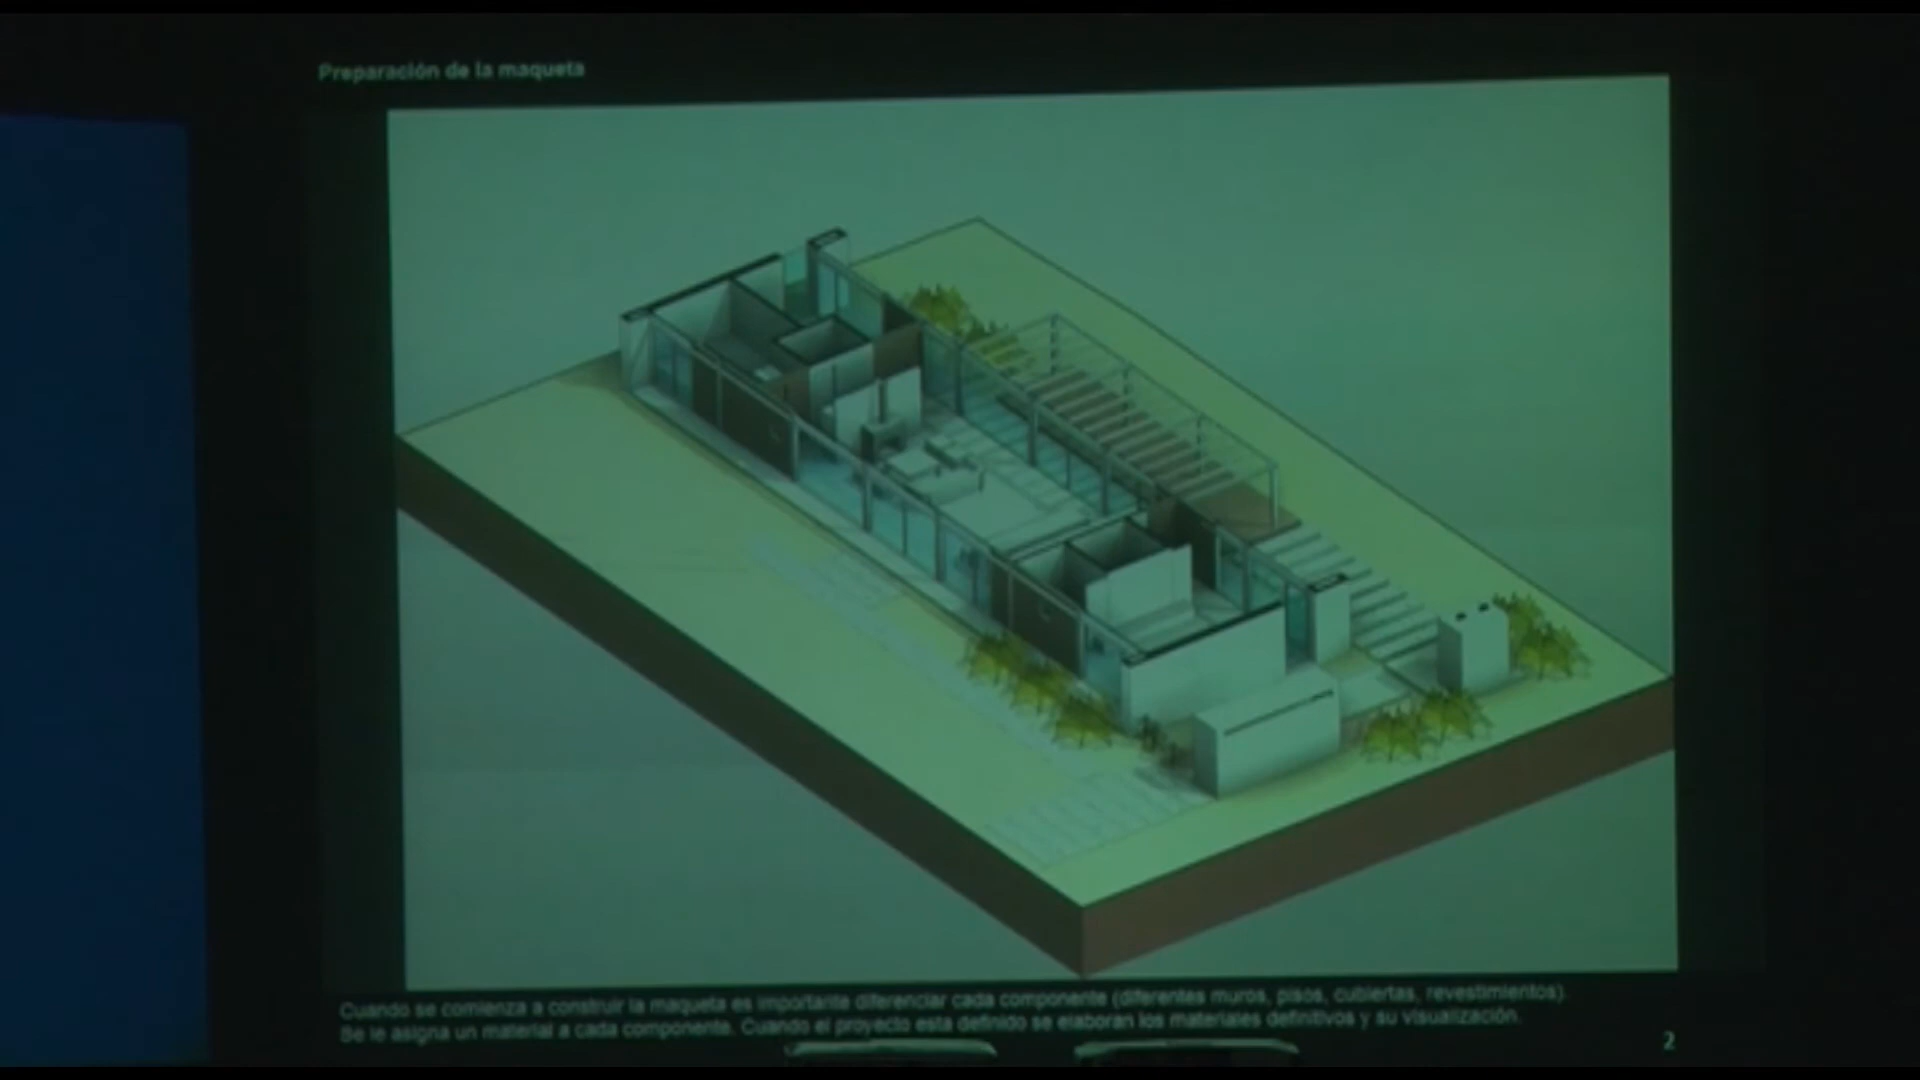 Preparación de la maqueta
Cuando se comienza a construir la maqueta es importante diferenciar cada componente (diferentes muros, pisos, cubiertas, revestimientos).
Se le asigna un material a cada componente. Cuando el proyecto esta definido se elaboran los materiales definitivos y su visualización.
2